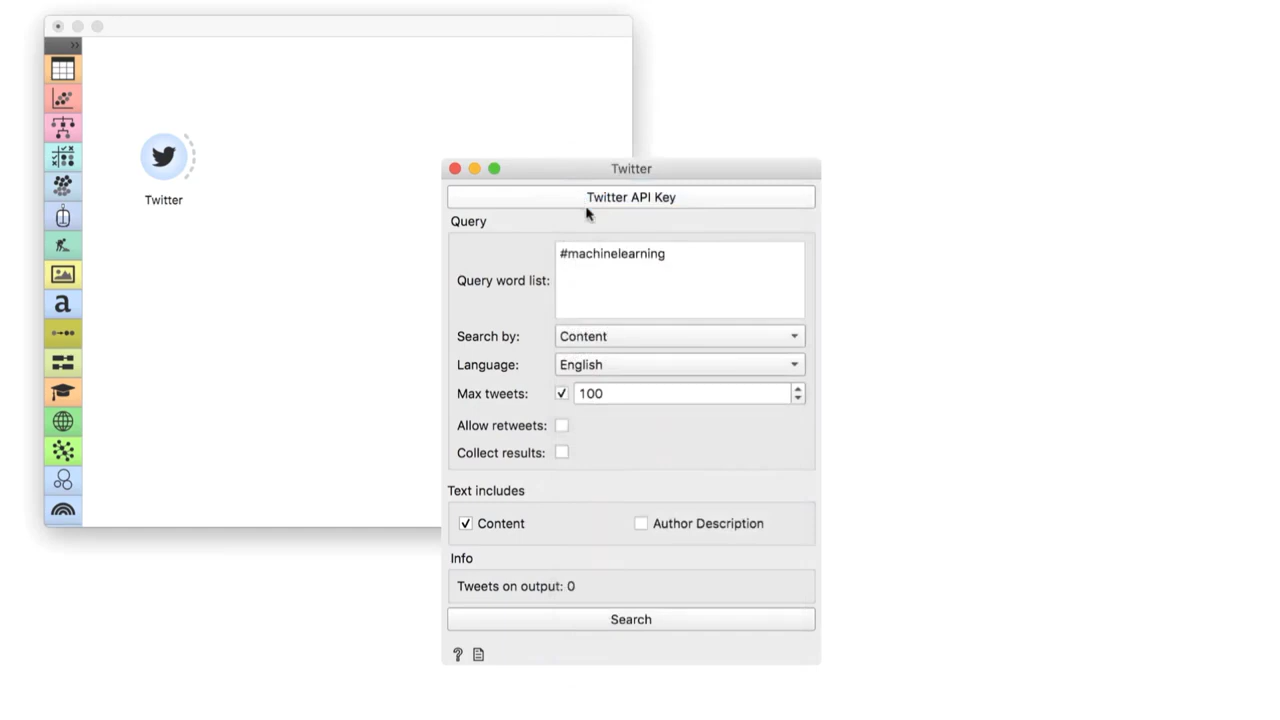 Twitter
Twitter
Twitter API Key
Query
Query word list:
#machinelearning
Search by:
Content
Language:
English
Max tweets:
100
Allow retweets:
Collect results:
Text includes
Content
Author Description
Info
Tweets on output: 0
Search